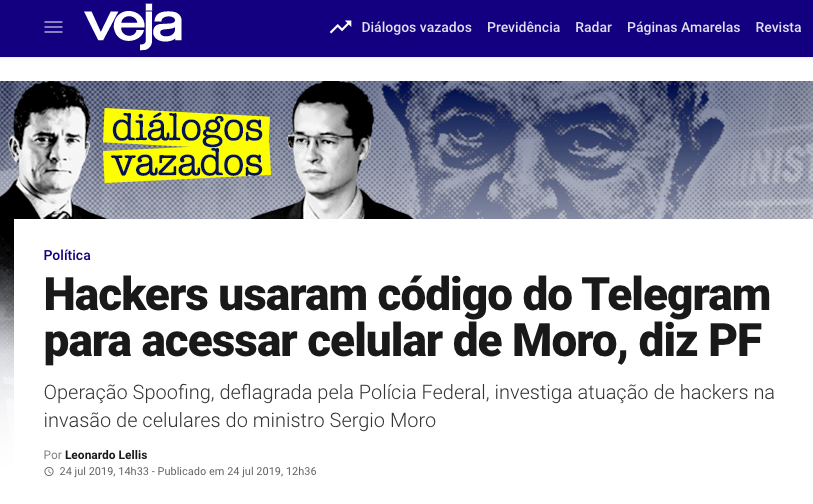 veja
Diálogos vazados Previdência Radar Páginas Amarelas Revista
diálogos
vazados
Política
Hackers usaram código do Telegram
para acessar celular de Moro, diz PF
Operação Spoofing, deflagrada pela Polícia Federal, investiga atuação de hackers na
invasão de celulares do ministro Sergio Moro
Por Leonardo Lellis
24 jul 2019, 14h33 - Publicado em 24 jul 2019, 12h36